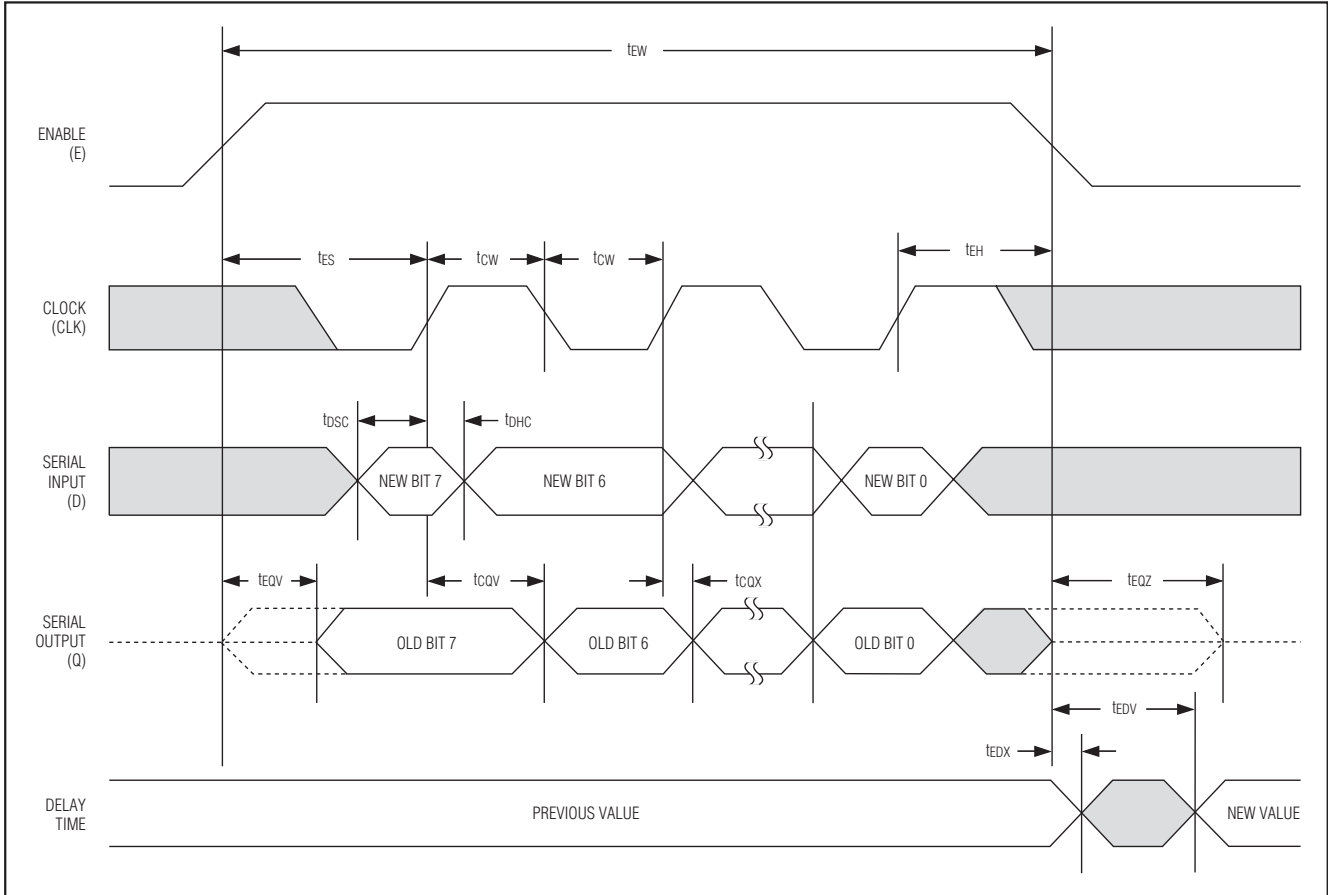 tEW
ENABLE
(E)
tES
tCW
tCW
tEH
CLOCK
(CLK)
tDSC
tDHC
SERIAL
INPUT
(D)
NEW BIT 7
NEW BIT 6
NEW BIT 0
tEQV
tCQV
tCQX
tEQZ
SERIAL
OUTPUT
(Q)
OLD BIT 7
OLD BIT 6
OLD BIT 0
tEDV
tEDX
DELAY
TIME
PREVIOUS VALUE
NEW VALUE